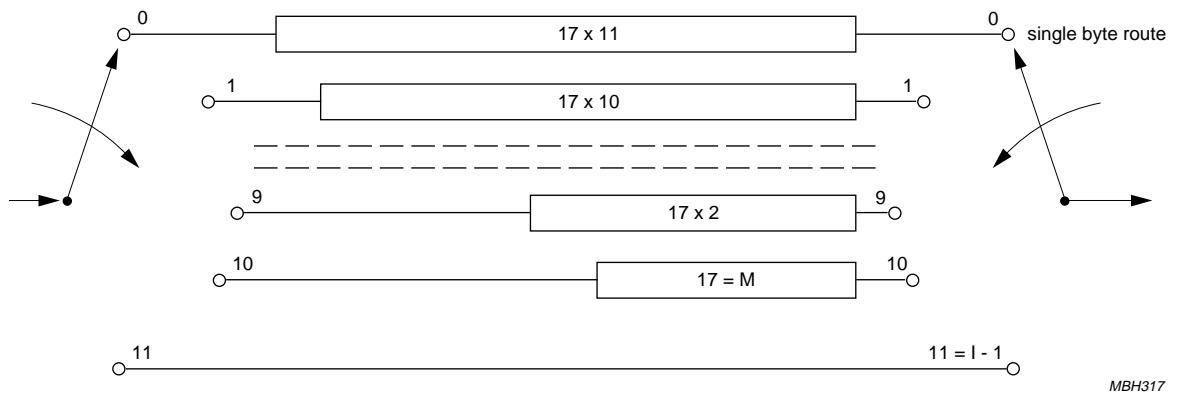 0 17 x 11 0 single byte route
1 17 x 10 1
9 17 x 2 9
10 17 = M 10
11 11 = I - 1
MBH317